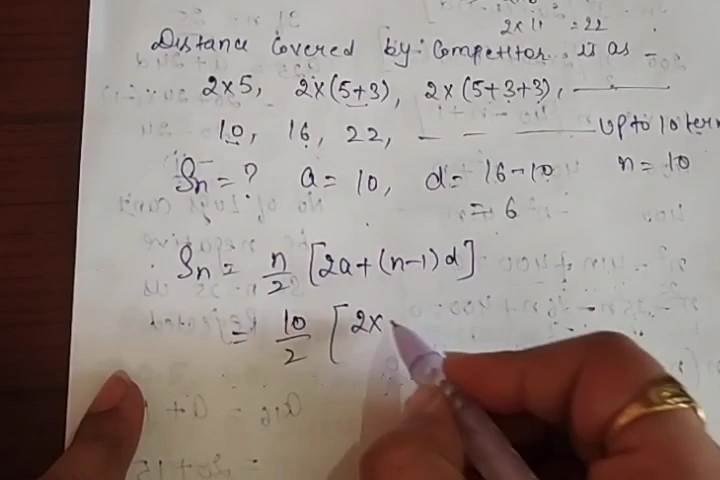 2x11 = 22
Distance Covered by Competitor is as -
2x5, 2x(5+3), 2x(5+3+3),
10, 16, 22, - - Upto 10 ter
Sn = ? a = 10, d = 16-10 n = 10
= 6
Sn = n/2 [2a+(n-1)d]
= 10/2 [2x